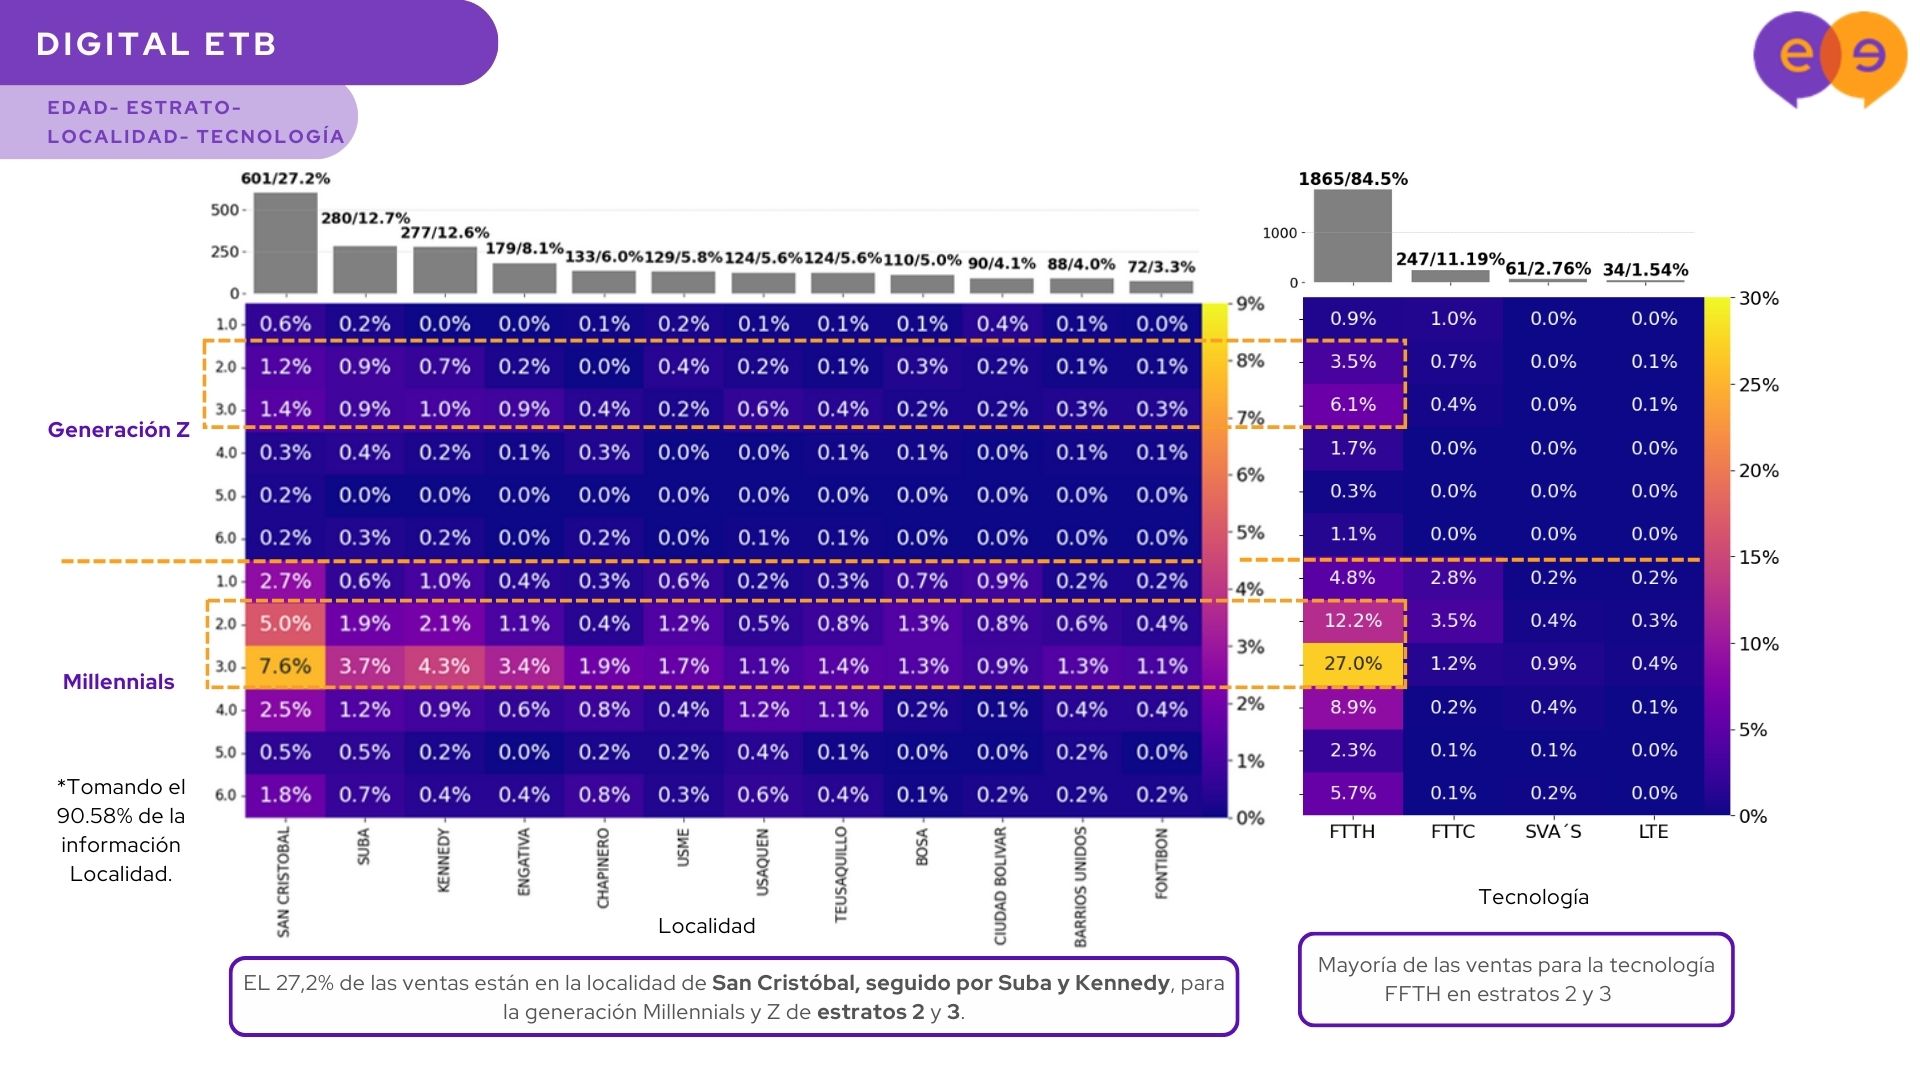 DIGITAL ETB
EDAD- ESTRATO-
LOCALIDAD- TECNOLOGÍA
601/27.2% 280/12.7% 277/12.6% 179/8.1% 133/6.0% 129/5.8% 124/5.6% 124/5.6% 110/5.0% 90/4.1% 88/4.0% 72/3.3%
500
250
0
1.0 0.6% 0.2% 0.0% 0.0% 0.1% 0.2% 0.1% 0.1% 0.1% 0.4% 0.1% 0.0%
2.0 1.2% 0.9% 0.7% 0.2% 0.0% 0.4% 0.2% 0.1% 0.3% 0.2% 0.1% 0.1%
3.0 1.4% 0.9% 1.0% 0.9% 0.4% 0.2% 0.6% 0.4% 0.2% 0.2% 0.3% 0.3%
Generación Z
4.0 0.3% 0.4% 0.2% 0.1% 0.3% 0.0% 0.0% 0.1% 0.1% 0.0% 0.1% 0.1%
5.0 0.2% 0.0% 0.0% 0.0% 0.0% 0.0% 0.0% 0.0% 0.0% 0.0% 0.0% 0.0%
6.0 0.2% 0.3% 0.2% 0.0% 0.2% 0.0% 0.1% 0.1% 0.0% 0.0% 0.0% 0.0%
1.0 2.7% 0.6% 1.0% 0.4% 0.3% 0.6% 0.2% 0.3% 0.7% 0.9% 0.2% 0.2%
2.0 5.0% 1.9% 2.1% 1.1% 0.4% 1.2% 0.5% 0.8% 1.3% 0.8% 0.6% 0.4%
3.0 7.6% 3.7% 4.3% 3.4% 1.9% 1.7% 1.1% 1.4% 1.3% 0.9% 1.3% 1.1%
Millennials
4.0 2.5% 1.2% 0.9% 0.6% 0.8% 0.4% 1.2% 1.1% 0.2% 0.1% 0.4% 0.4%
5.0 0.5% 0.5% 0.2% 0.0% 0.2% 0.2% 0.4% 0.1% 0.0% 0.0% 0.2% 0.0%
6.0 1.8% 0.7% 0.4% 0.4% 0.8% 0.3% 0.6% 0.4% 0.1% 0.2% 0.2% 0.2%
9%
8%
7%
6%
5%
4%
3%
2%
1%
0%
SAN CRISTOBAL
SUBA
KENNEDY
ENGATIVA
CHAPINERO
USME
USAQUEN
TEUSAQUILLO
BOSA
CIUDAD BOLIVAR
BARRIOS UNIDOS
FONTIBON
Localidad
*Tomando el
90.58% de la
información
Localidad.
EL 27,2% de las ventas están en la localidad de San Cristóbal, seguido por Suba y Kennedy, para
la generación Millennials y Z de estratos 2 y 3.
1865/84.5% 247/11.19% 61/2.76% 34/1.54%
1000
0
0.9% 1.0% 0.0% 0.0%
3.5% 0.7% 0.0% 0.1%
6.1% 0.4% 0.0% 0.1%
1.7% 0.0% 0.0% 0.0%
0.3% 0.0% 0.0% 0.0%
1.1% 0.0% 0.0% 0.0%
4.8% 2.8% 0.2% 0.2%
12.2% 3.5% 0.4% 0.3%
27.0% 1.2% 0.9% 0.4%
8.9% 0.2% 0.4% 0.1%
2.3% 0.1% 0.1% 0.0%
5.7% 0.1% 0.2% 0.0%
30%
25%
20%
15%
10%
5%
0%
FTTH FTTC SVA´S LTE
Tecnología
Mayoría de las ventas para la tecnología
FFTH en estratos 2 y 3